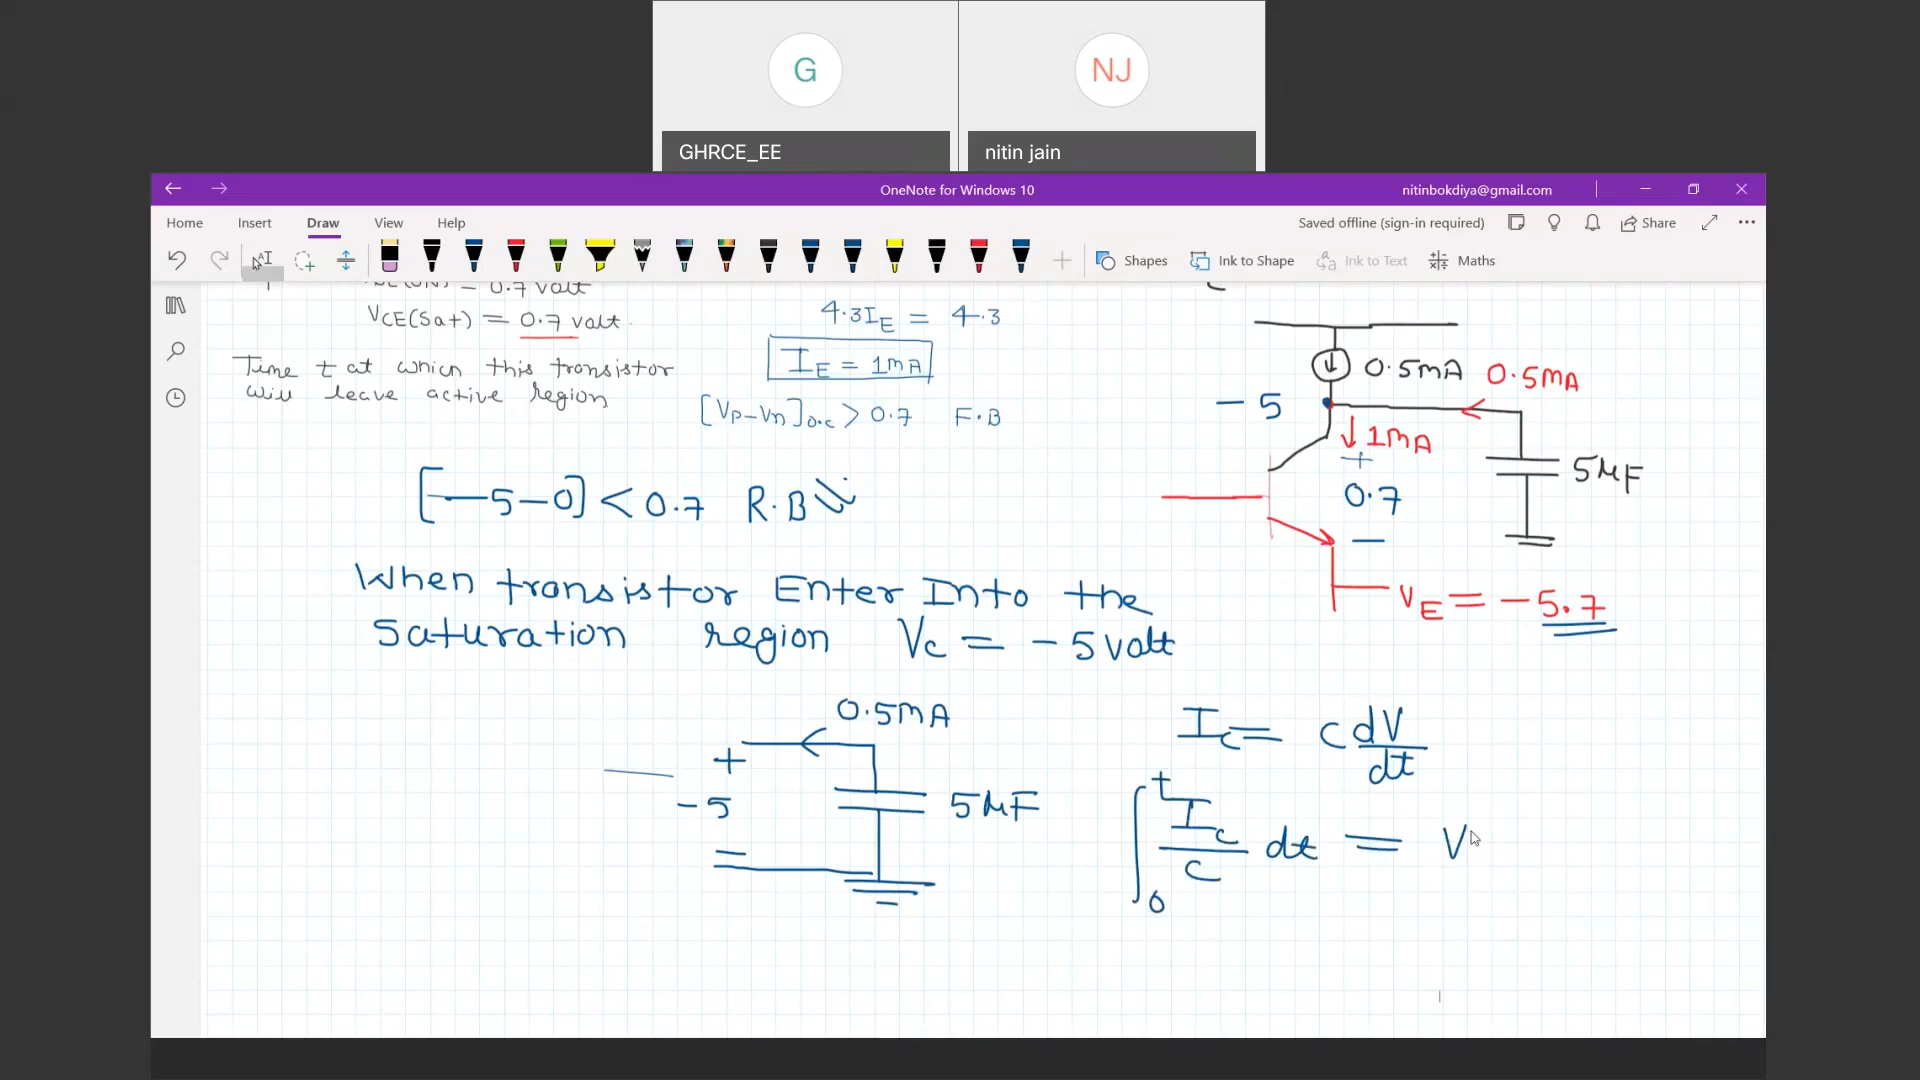 G
NJ
GHRCE_EE
nitin jain
OneNote for Windows 10
nitinbokdiya@gmail.com
Home Insert Draw View Help
Saved offline (sign-in required)
Share
Shapes
Ink to Shape
Ink to Text
Maths
= 0.7 volt
VCE(Sat) = 0.7 volt
Time t at which this transistor
will leave active region
4.3IE = 4.3
IE = 1mA
[Vp-Vn]o.c > 0.7 F.B
0.5mA
0.5mA
-5
↓1mA
+
0.7
-
5μF
VE = -5.7
[-5-0] < 0.7 R.B
When transistor Enter Into the
saturation region Vc = -5volt
0.5mA
+
-5
-
5μF
Ic = c dV/dt
∫0t Ic/c dt = V